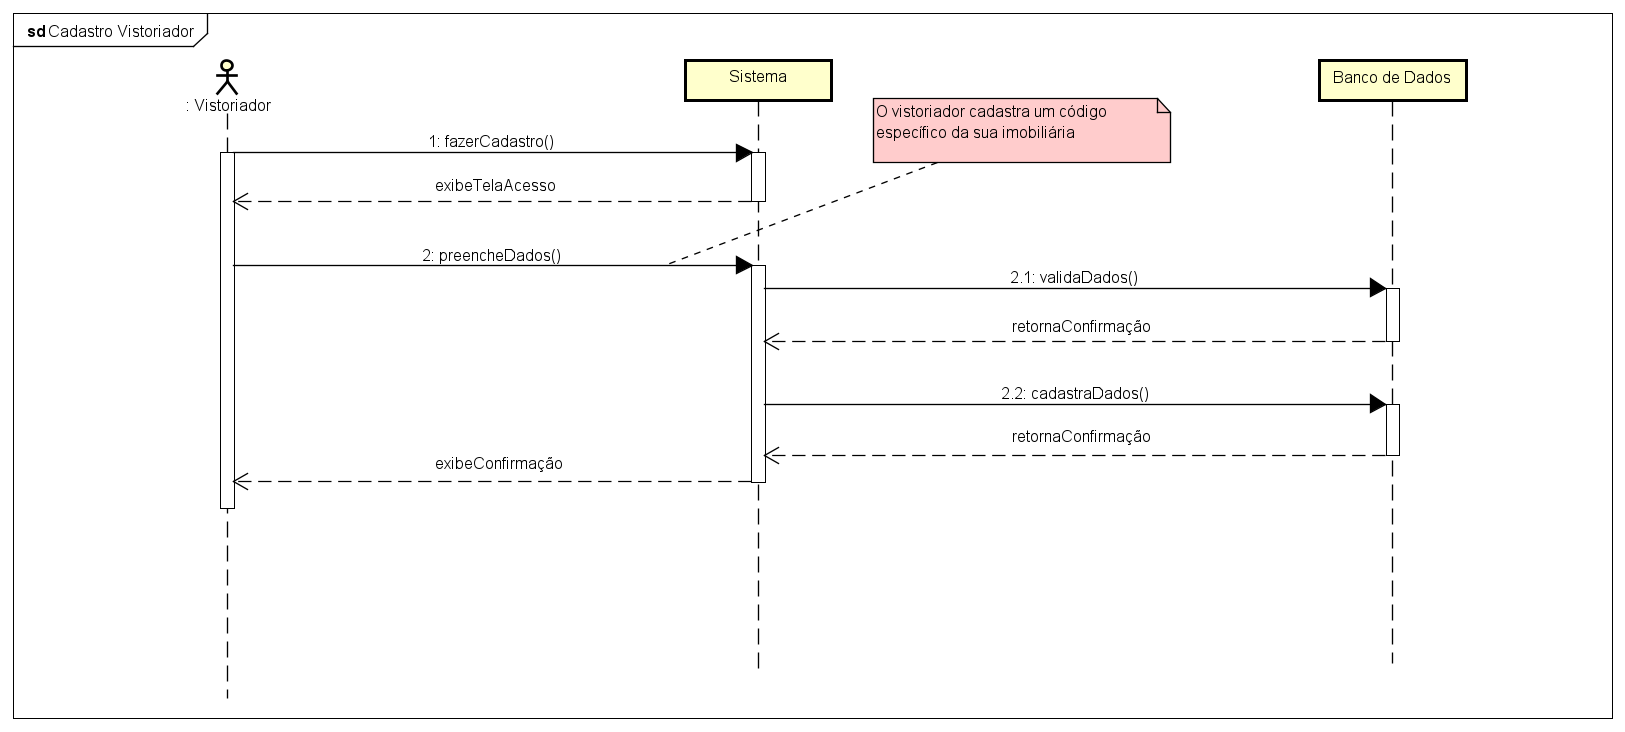 sd Cadastro Vistoriador
: Vistoriador
Sistema
Banco de Dados
O vistoriador cadastra um código
específico da sua imobiliária
1: fazerCadastro()
exibeTelaAcesso
2: preencheDados()
2.1: validaDados()
retornaConfirmação
2.2: cadastraDados()
retornaConfirmação
exibeConfirmação